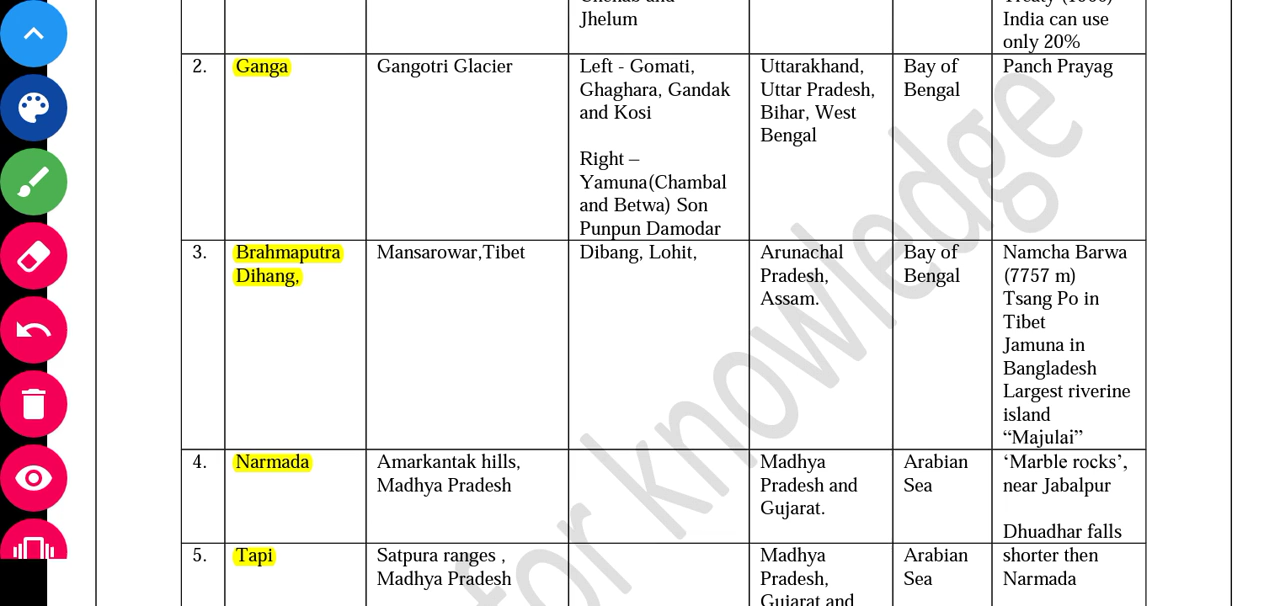 Jhelum
India can use
only 20%
2.
Ganga
Gangotri Glacier
Left - Gomati,
Ghaghara, Gandak
and Kosi
Right –
Yamuna(Chambal
and Betwa) Son
Punpun Damodar
Uttarakhand,
Uttar Pradesh,
Bihar, West
Bengal
Bay of
Bengal
Panch Prayag
3.
Brahmaputra
Dihang,
Mansarowar,Tibet
Dibang, Lohit,
Arunachal
Pradesh,
Assam.
Bay of
Bengal
Namcha Barwa
(7757 m)
Tsang Po in
Tibet
Jamuna in
Bangladesh
Largest riverine
island
“Majulai”
4.
Narmada
Amarkantak hills,
Madhya Pradesh
Madhya
Pradesh and
Gujarat.
Arabian
Sea
‘Marble rocks’,
near Jabalpur
Dhuadhar falls
5.
Tapi
Satpura ranges ,
Madhya Pradesh
Madhya
Pradesh,
Gujarat and
Arabian
Sea
shorter then
Narmada
for knowledge